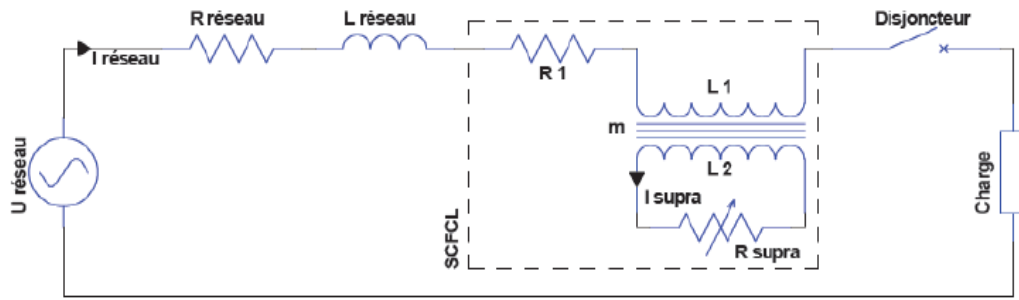 R réseau
L réseau
Disjoncteur
I réseau
R 1
L 1
m
L 2
U réseau
I supra
Charge
SCFCL
R supra